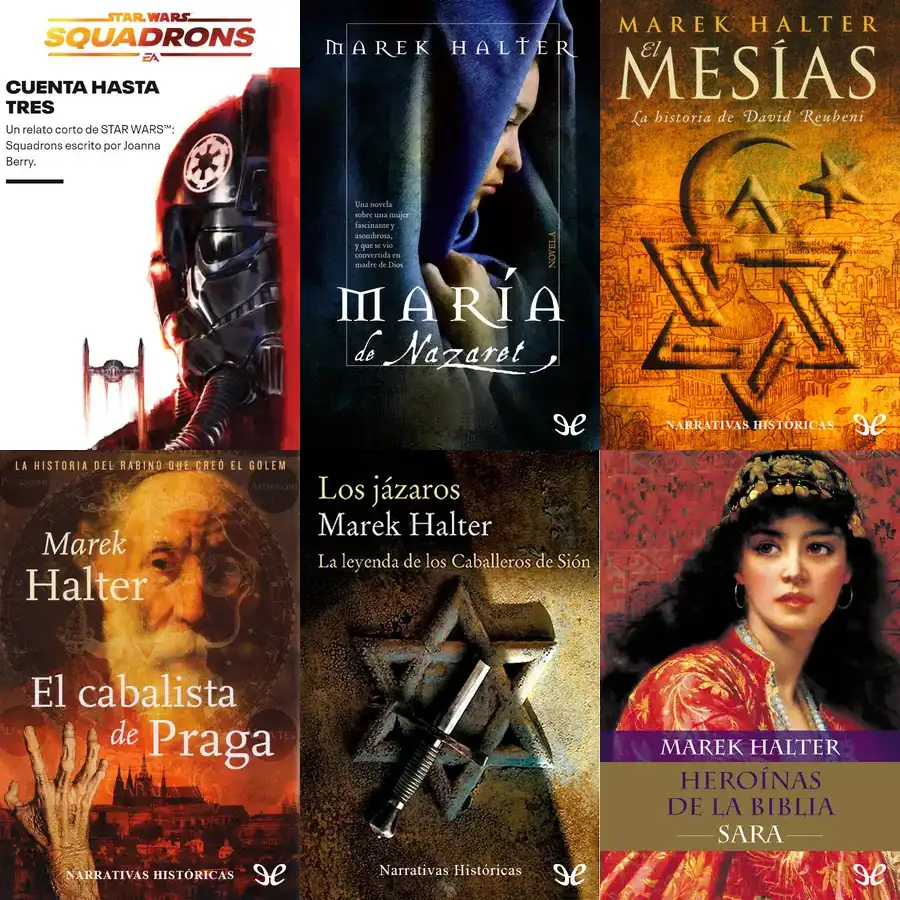 STAR WARS
SQUADRONS
EA
CUENTA HASTA
TRES
Un relato corto de STAR WARS™:
Squadrons escrito por Joanna
Berry.
MAREK HALTER
Una novela
sobre una mujer
fascinante y
asombrosa,
y que se vio
convertida en
madre de Dios
NOVELA
MARÍA
de Nazaret
MAREK HALTER
El
MESÍAS
La historia de David Reubeni
NARRATIVAS HISTÓRICAS
LA HISTORIA DEL RABINO QUE CREÓ EL GOLEM
Marek
Halter
El cabalista
de Praga
NARRATIVAS HISTÓRICAS
Los jázaros
Marek Halter
La leyenda de los Caballeros de Sión
Narrativas Históricas
MAREK HALTER
HEROÍNAS
DE LA BIBLIA
SARA